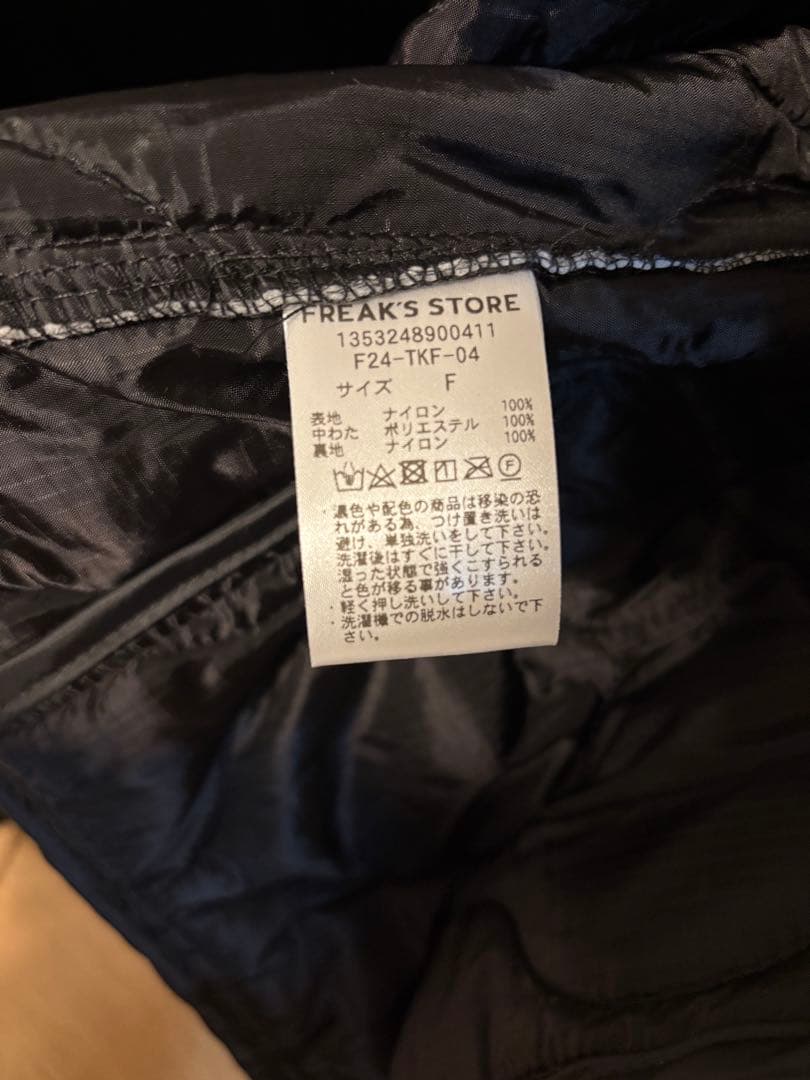 FREAK'S STORE
1353248900411
F24-TKF-04
サイズ F
表地 ナイロン 100%
中わた ポリエステル 100%
裏地 ナイロン 100%
F
・濃色や配色の商品は移染の恐
れがある為、つけ置き洗いは
避け、単独洗いをして下さい。
洗濯後はすぐに干して下さい。
湿った状態で強くこすられる
と色が移る事があります。
・軽く押し洗いして下さい。
・洗濯機での脱水はしないで下
さい。